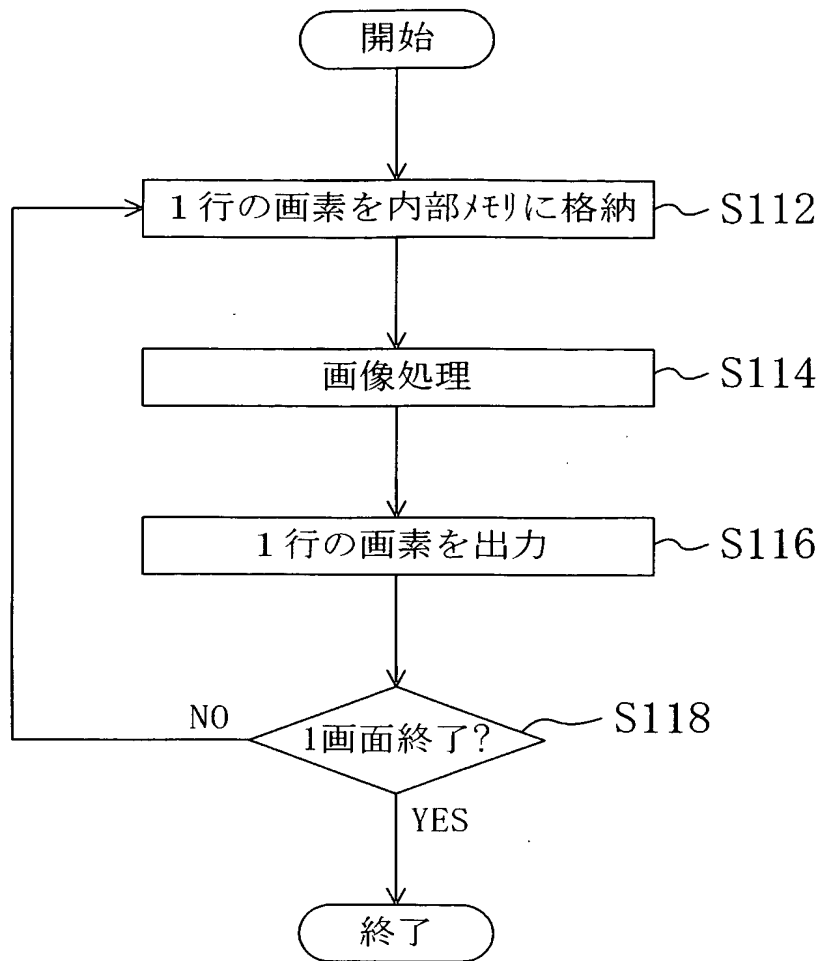 開始
1行の画素を内部ﾒﾓﾘに格納
S112
画像処理
S114
1行の画素を出力
S116
NO
1画面終了?
S118
YES
終了